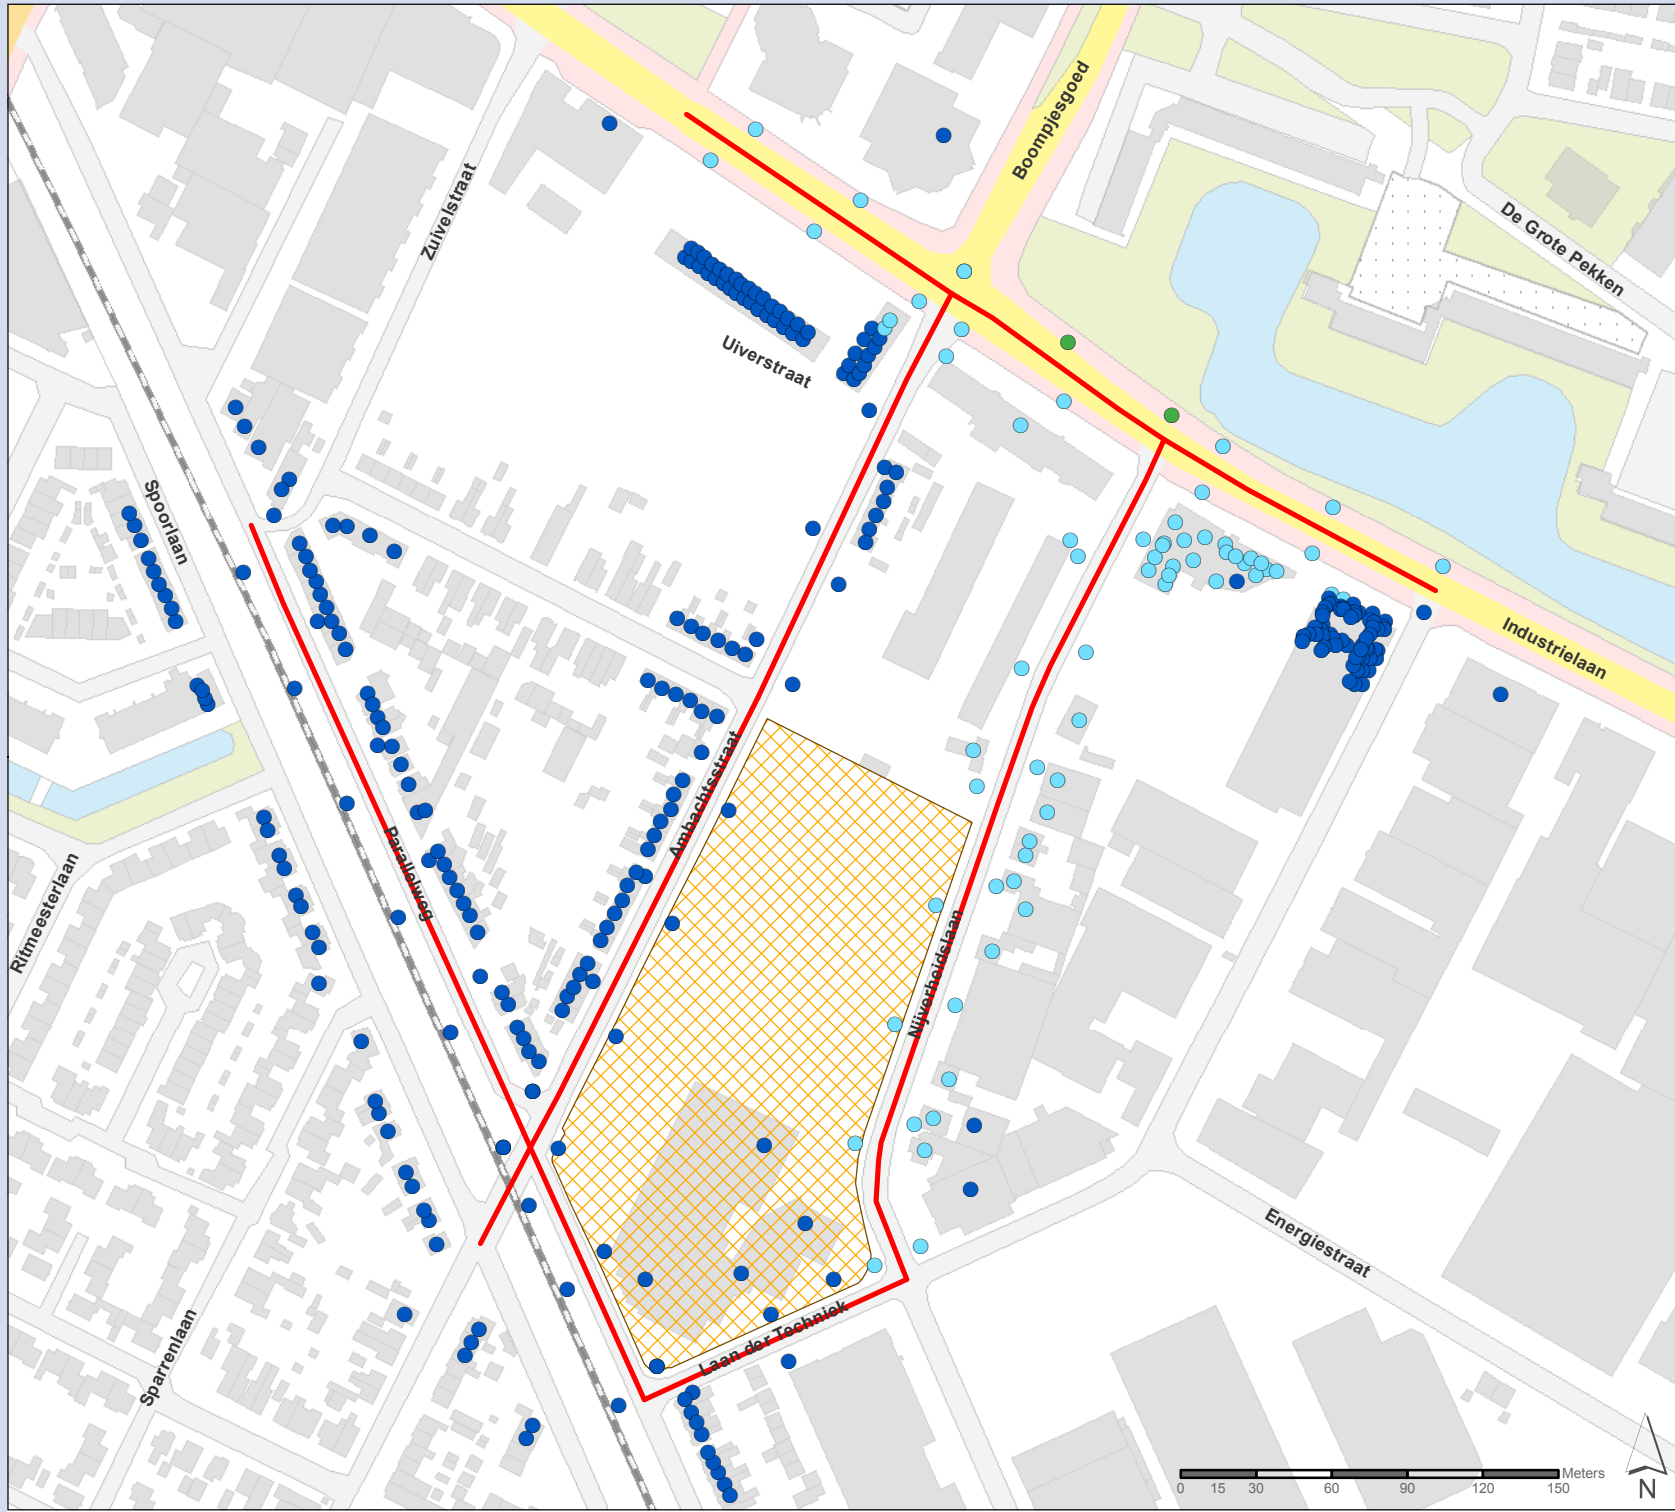 Boompjesgoed
De Grote Pekken
Zuivelstraat
Uiverstraat
Spoorlaan
Industrielaan
Ambachtsstraat
Parallelweg
Ritmeesterlaan
Nijverheidslaan
Energiestraat
Laan der Techniek
Sparrenlaan
Meters
0 15 30 60 90 120 150
N